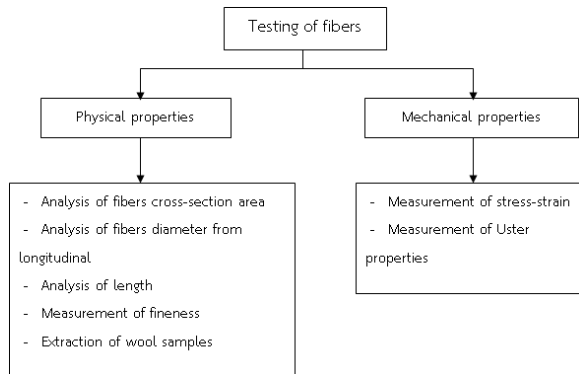 Testing of fibers
Physical properties
Mechanical properties
- Analysis of fibers cross-section area
- Analysis of fibers diameter from
longitudinal
- Analysis of length
- Measurement of fineness
- Extraction of wool samples
- Measurement of stress-strain
- Measurement of Uster
properties